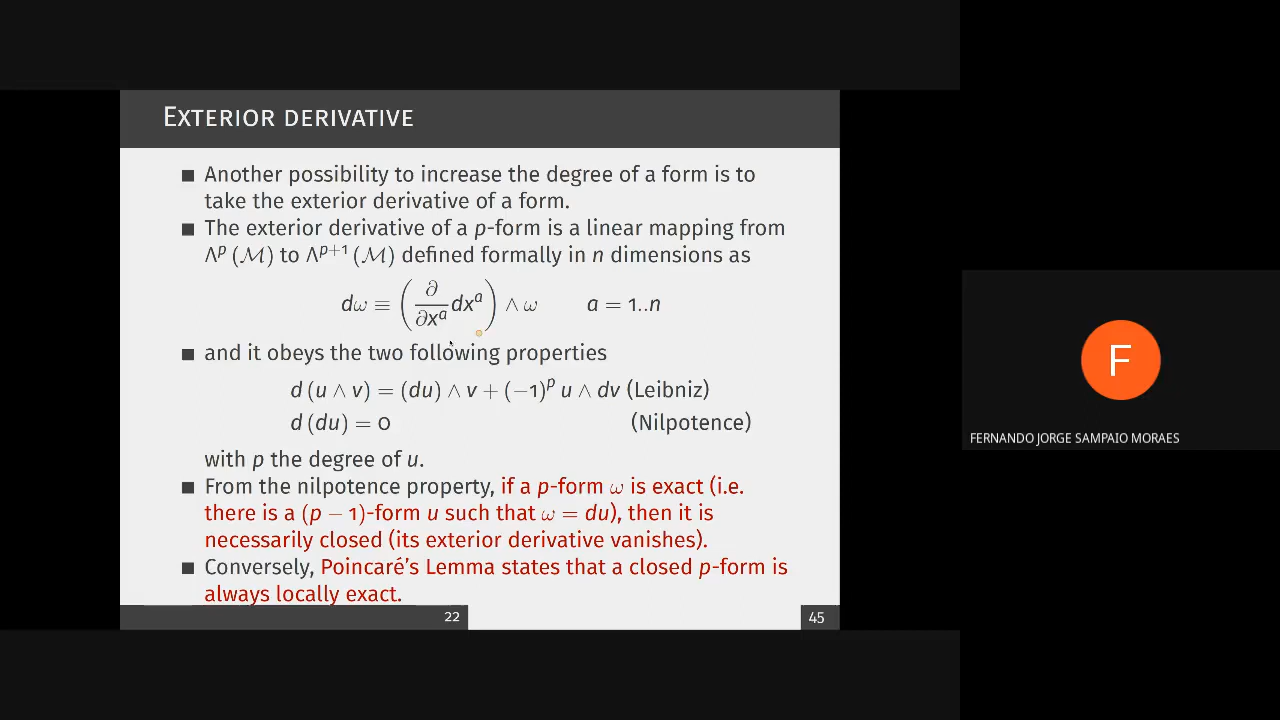 EXTERIOR DERIVATIVE
■ Another possibility to increase the degree of a form is to
take the exterior derivative of a form.
■ The exterior derivative of a p-form is a linear mapping from
Λᵖ (ℳ) to Λᵖ⁺¹ (ℳ) defined formally in n dimensions as
dω ≡ (∂/∂xᵃ dxᵃ) ∧ ω a = 1..n
■ and it obeys the two following properties
d (u ∧ v) = (du) ∧ v + (−1)ᵖ u ∧ dv (Leibniz)
d (du) = 0 (Nilpotence)
with p the degree of u.
■ From the nilpotence property, if a p-form ω is exact (i.e.
there is a (p − 1)-form u such that ω = du), then it is
necessarily closed (its exterior derivative vanishes).
■ Conversely, Poincaré's Lemma states that a closed p-form is
always locally exact.
22 45
F
FERNANDO JORGE SAMPAIO MORAES